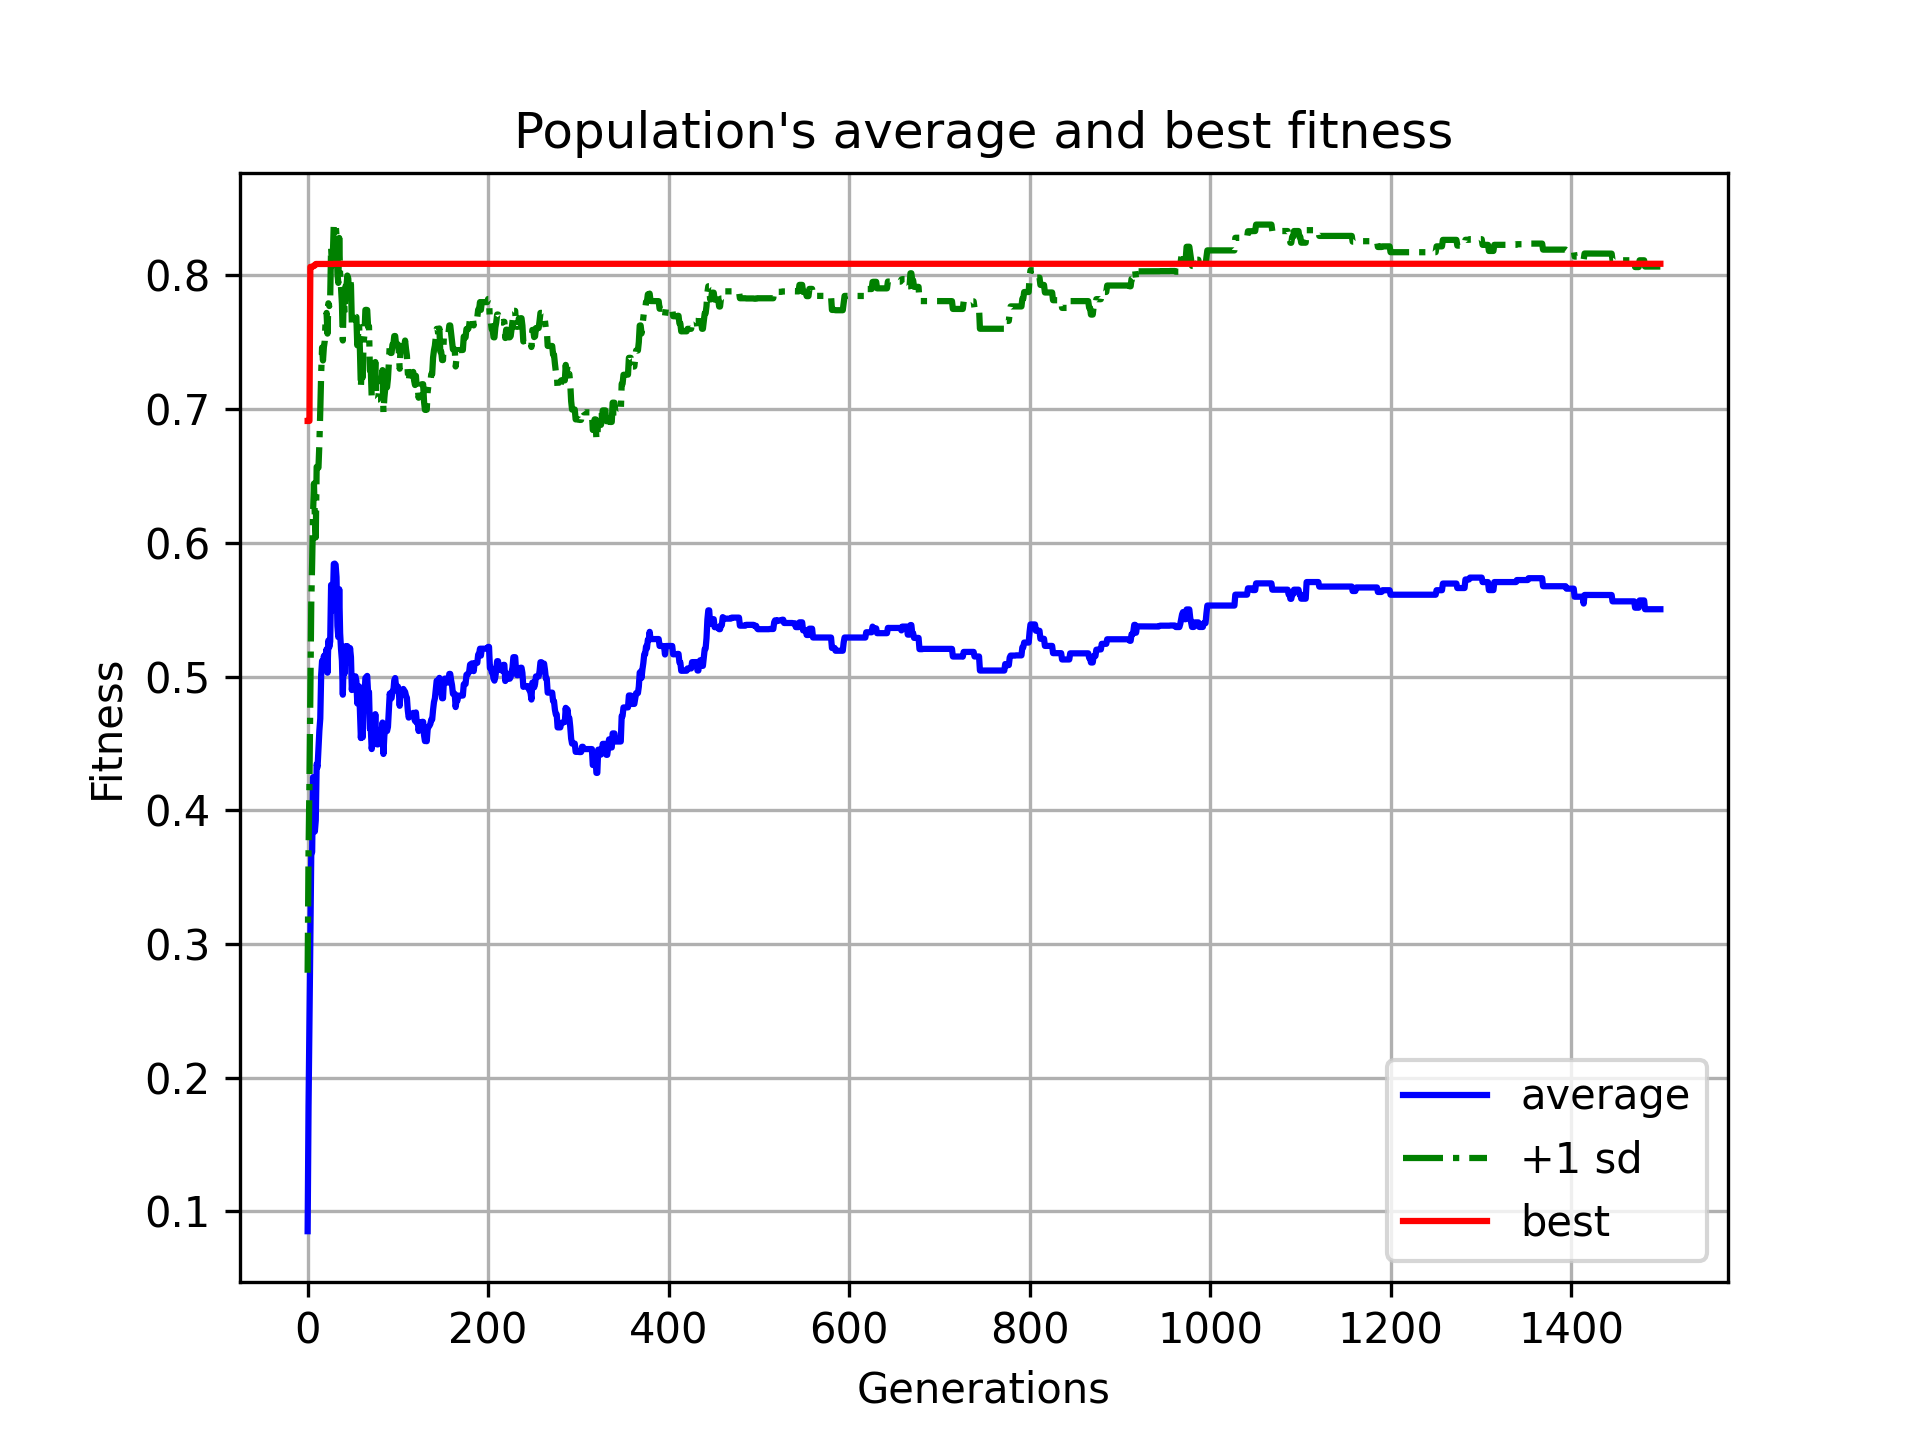 Population's average and best fitness
Fitness
0.8
0.7
0.6
0.5
0.4
0.3
0.2
0.1
average
+1 sd
best
0 200 400 600 800 1000 1200 1400
Generations